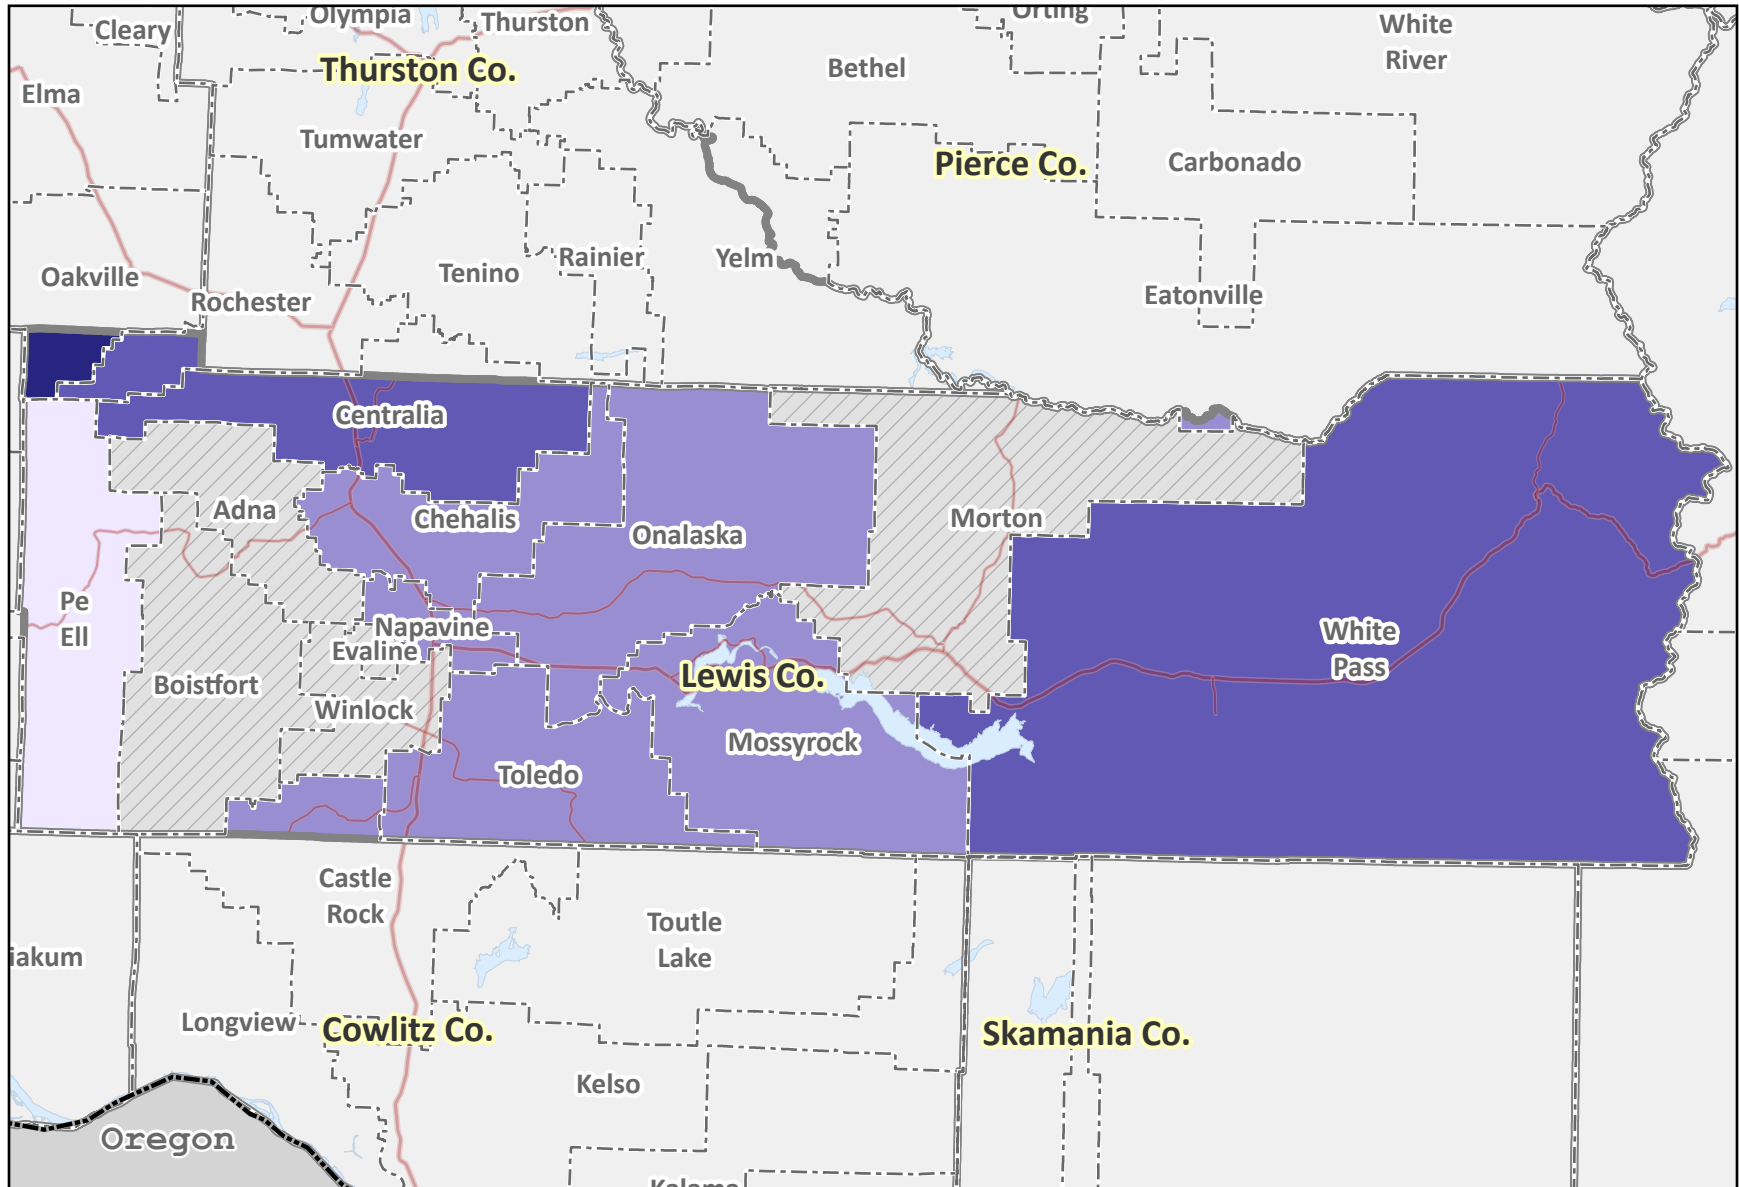 Cleary
Olympia
Thurston
Orting
White
River
Thurston Co.
Bethel
Elma
Tumwater
Pierce Co.
Carbonado
Oakville
Rochester
Tenino
Rainier
Yelm
Eatonville
Centralia
Adna
Chehalis
Onalaska
Morton
Pe
Ell
Napavine
Evaline
White
Pass
Boistfort
Lewis Co.
Winlock
Mossyrock
Toledo
Castle
Rock
Toutle
Lake
iakum
Longview
Cowlitz Co.
Skamania Co.
Kelso
Oregon
Kalama